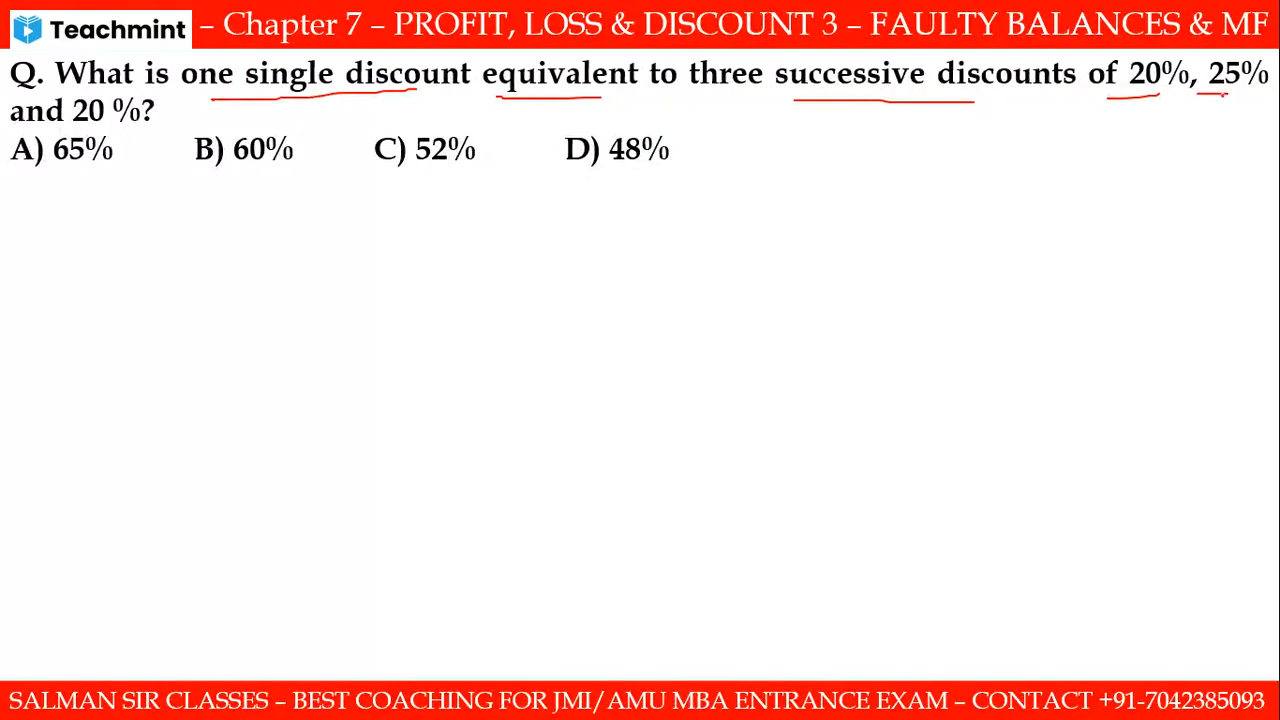 Teachmint – Chapter 7 – PROFIT, LOSS & DISCOUNT 3 – FAULTY BALANCES & MF
Q. What is one single discount equivalent to three successive discounts of 20%, 25%
and 20 %?
A) 65% B) 60% C) 52% D) 48%
SALMAN SIR CLASSES – BEST COACHING FOR JMI/AMU MBA ENTRANCE EXAM – CONTACT +91-7042385093